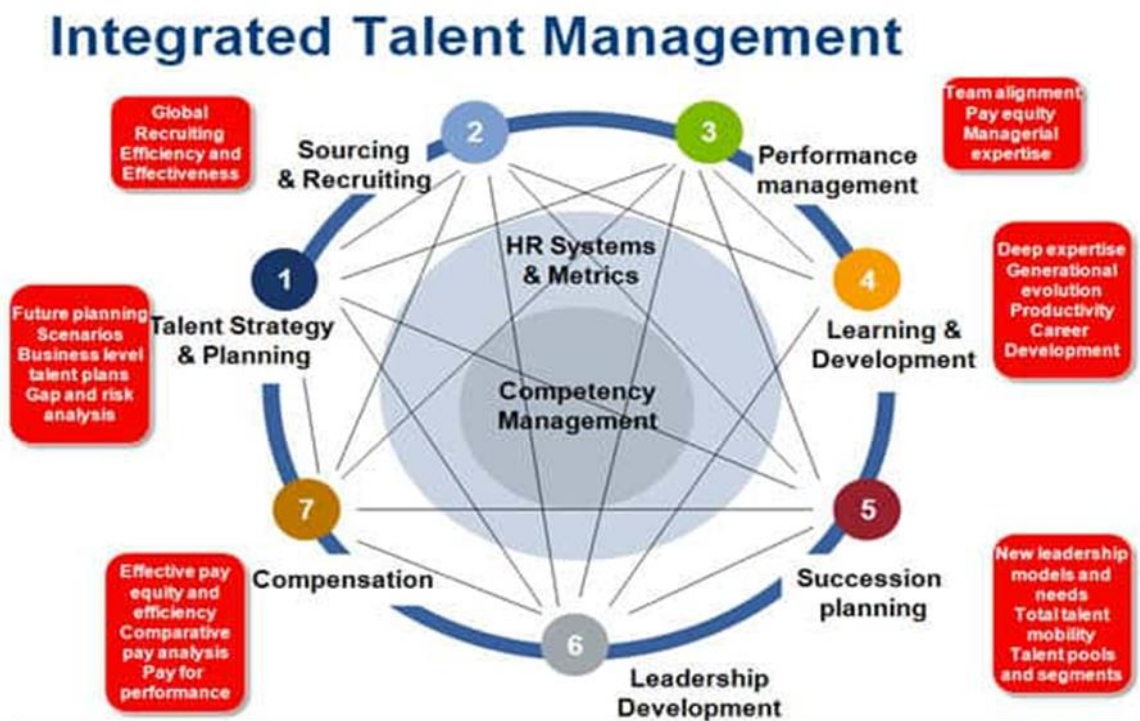 Integrated Talent Management
Global
Recruiting
Efficiency and
Effectiveness
2
Sourcing
& Recruiting
3
Performance
management
Team alignment
Pay equity
Managerial
expertise
HR Systems
& Metrics
1
Talent Strategy
& Planning
Future planning
Scenarios
Business level
talent plans
Gap and risk
analysis
4
Learning &
Development
Deep expertise
Generational
evolution
Productivity
Career
Development
Competency
Management
7
Compensation
Effective pay
equity and
efficiency
Comparative
pay analysis
Pay for
performance
5
Succession
planning
New leadership
models and
needs
Total talent
mobility
Talent pools
and segments
6
Leadership
Development